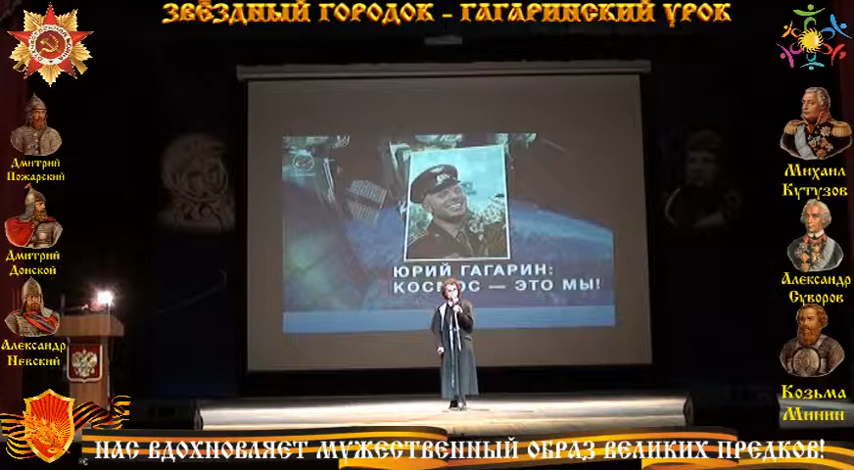 ЗВЁЗДНЫЙ ГОРОДОК - ГАГАРИНСКИЙ УРОК
Дмитрий
Пожарский
Дмитрий
Донской
Александр
Невский
Михаил
Кутузов
Александр
Суворов
Козьма
Минин
ЮРИЙ ГАГАРИН:
КОСМОС — ЭТО МЫ!
НАС ВДОХНОВЛЯЕТ МУЖЕСТВЕННЫЙ ОБРАЗ ВЕЛИКИХ ПРЕДКОВ!